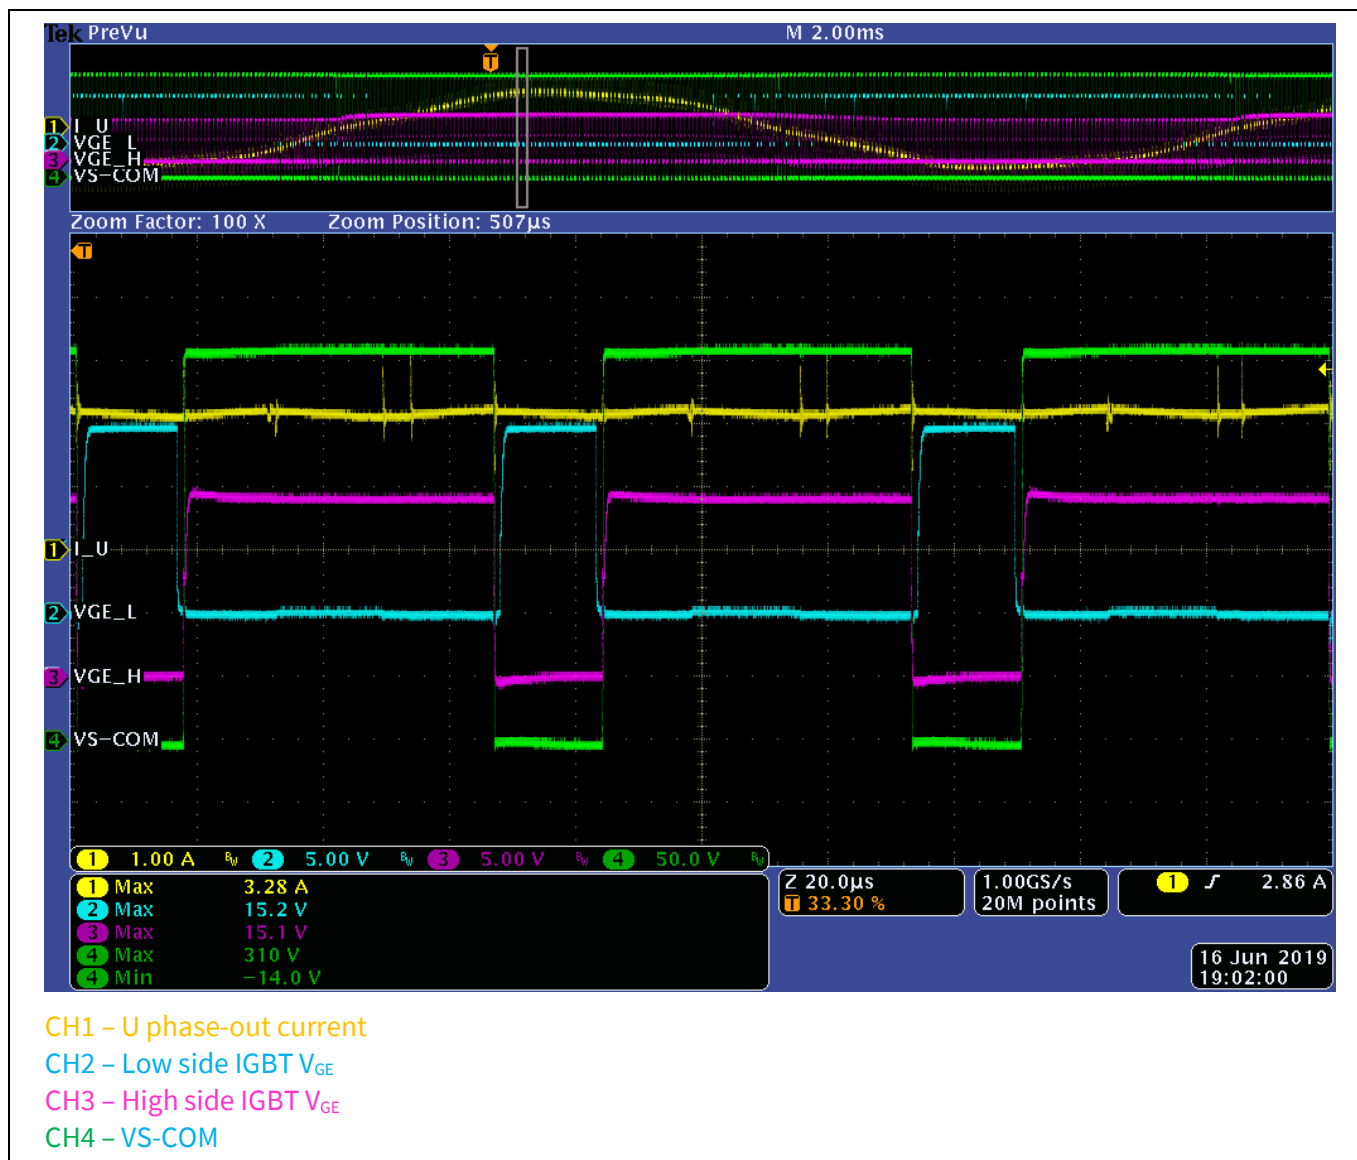 Tek PreVu M 2.00ms
T
1 I_U
2 VGE_L
3 VGE_H
4 VS-COM
Zoom Factor: 100 X Zoom Position: 507µs
T
1 I_U
2 VGE_L
3 VGE_H
4 VS-COM
1 1.00 A BW 2 5.00 V BW 3 5.00 V BW 4 50.0 V BW
1 Max 3.28 A
2 Max 15.2 V
3 Max 15.1 V
4 Max 310 V
4 Min -14.0 V
Z 20.0µs
T 33.30 %
1.00GS/s
20M points
1 2.86 A
16 Jun 2019
19:02:00
CH1 – U phase-out current
CH2 – Low side IGBT VGE
CH3 – High side IGBT VGE
CH4 – VS-COM